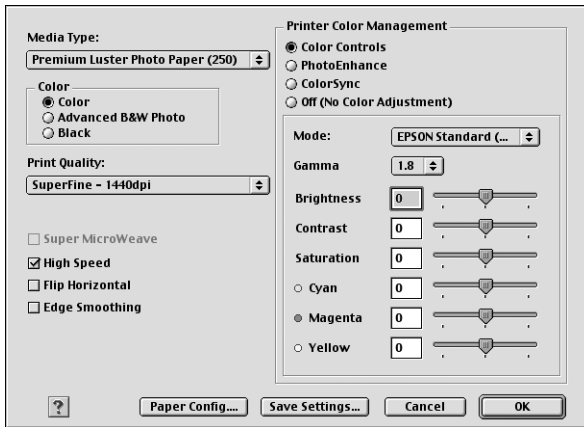 Media Type:
Premium Luster Photo Paper (250)
Color
Color
Advanced B&W Photo
Black
Print Quality:
SuperFine - 1440dpi
Super MicroWeave
High Speed
Flip Horizontal
Edge Smoothing
Printer Color Management
Color Controls
PhotoEnhance
ColorSync
Off (No Color Adjustment)
Mode: EPSON Standard (...
Gamma 1.8
Brightness 0
Contrast 0
Saturation 0
Cyan 0
Magenta 0
Yellow 0
? Paper Config.... Save Settings... Cancel OK